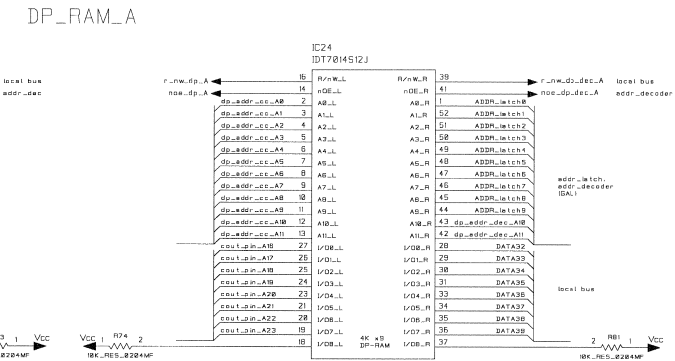 DP_RAM_A
IC24
IDT7014S12J
local bus r_nw_dp_A 16 R/nW_L R/nW_R 39 r_nw_dp_dec_A local bus
addr_dec noe_dp_A 14 nOE_L nOE_R 41 noe_dp_dec_A addr_decoder
dp_addr_cc_A0 2 A0_L A0_R 1 ADDR_latch0
dp_addr_cc_A1 3 A1_L A1_R 52 ADDR_latch1
dp_addr_cc_A2 4 A2_L A2_R 51 ADDR_latch2
dp_addr_cc_A3 5 A3_L A3_R 50 ADDR_latch3
dp_addr_cc_A4 6 A4_L A4_R 49 ADDR_latch4
dp_addr_cc_A5 7 A5_L A5_R 48 ADDR_latch5
dp_addr_cc_A6 8 A6_L A6_R 47 ADDR_latch6 addr_latch.
dp_addr_cc_A7 9 A7_L A7_R 46 ADDR_latch7 addr_decoder
dp_addr_cc_A8 10 A8_L A8_R 45 ADDR_latch8 (GAL)
dp_addr_cc_A9 11 A9_L A9_R 44 ADDR_latch9
dp_addr_cc_A10 12 A10_L A10_R 43 dp_addr_dec_A10
dp_addr_cc_A11 13 A11_L A11_R 42 dp_addr_dec_A11
cout_pin_A16 27 I/O0_L I/O0_R 28 DATA32
cout_pin_A17 26 I/O1_L I/O1_R 29 DATA33
cout_pin_A18 25 I/O2_L I/O2_R 30 DATA34
cout_pin_A19 24 I/O3_L I/O3_R 31 DATA35
cout_pin_A20 23 I/O4_L I/O4_R 33 DATA36 local bus
cout_pin_A21 21 I/O5_L I/O5_R 34 DATA37
cout_pin_A22 20 I/O6_L I/O6_R 35 DATA38
cout_pin_A23 19 I/O7_L I/O7_R 36 DATA39
3 1 Vcc Vcc 1 R74 2 18 I/O8_L 4K x9 I/O8_R 37 2 R81 1 Vcc
0204MF 10K_RES_0204MF DP-RAM 10K_RES_0204MF